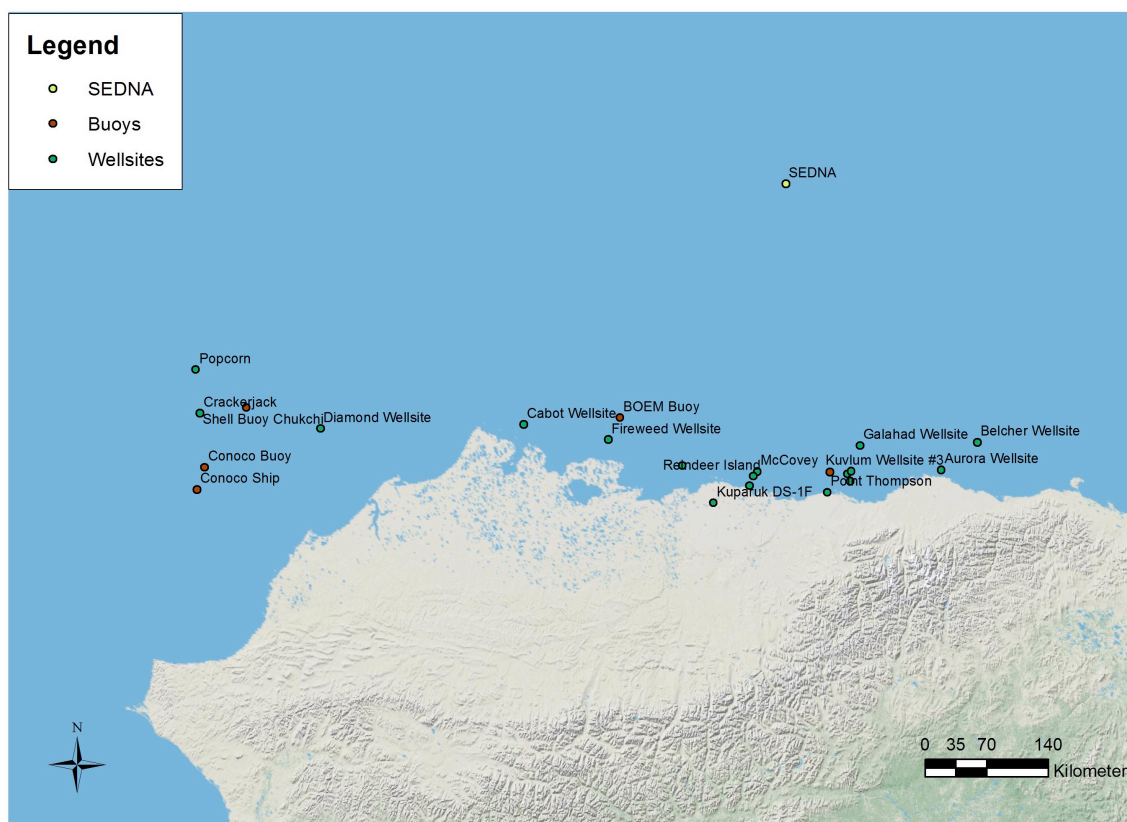 Legend
SEDNA
Buoys
Wellsites
SEDNA
Popcorn
Crackerjack
Shell Buoy Chukchi
Diamond Wellsite
Cabot Wellsite
BOEM Buoy
Fireweed Wellsite
Galahad Wellsite
Belcher Wellsite
Conoco Buoy
Conoco Ship
Reindeer Island
McCovey
Kuvlum Wellsite #3
Aurora Wellsite
Point Thompson
Kuparuk DS-1F
N
0 35 70 140
Kilometer